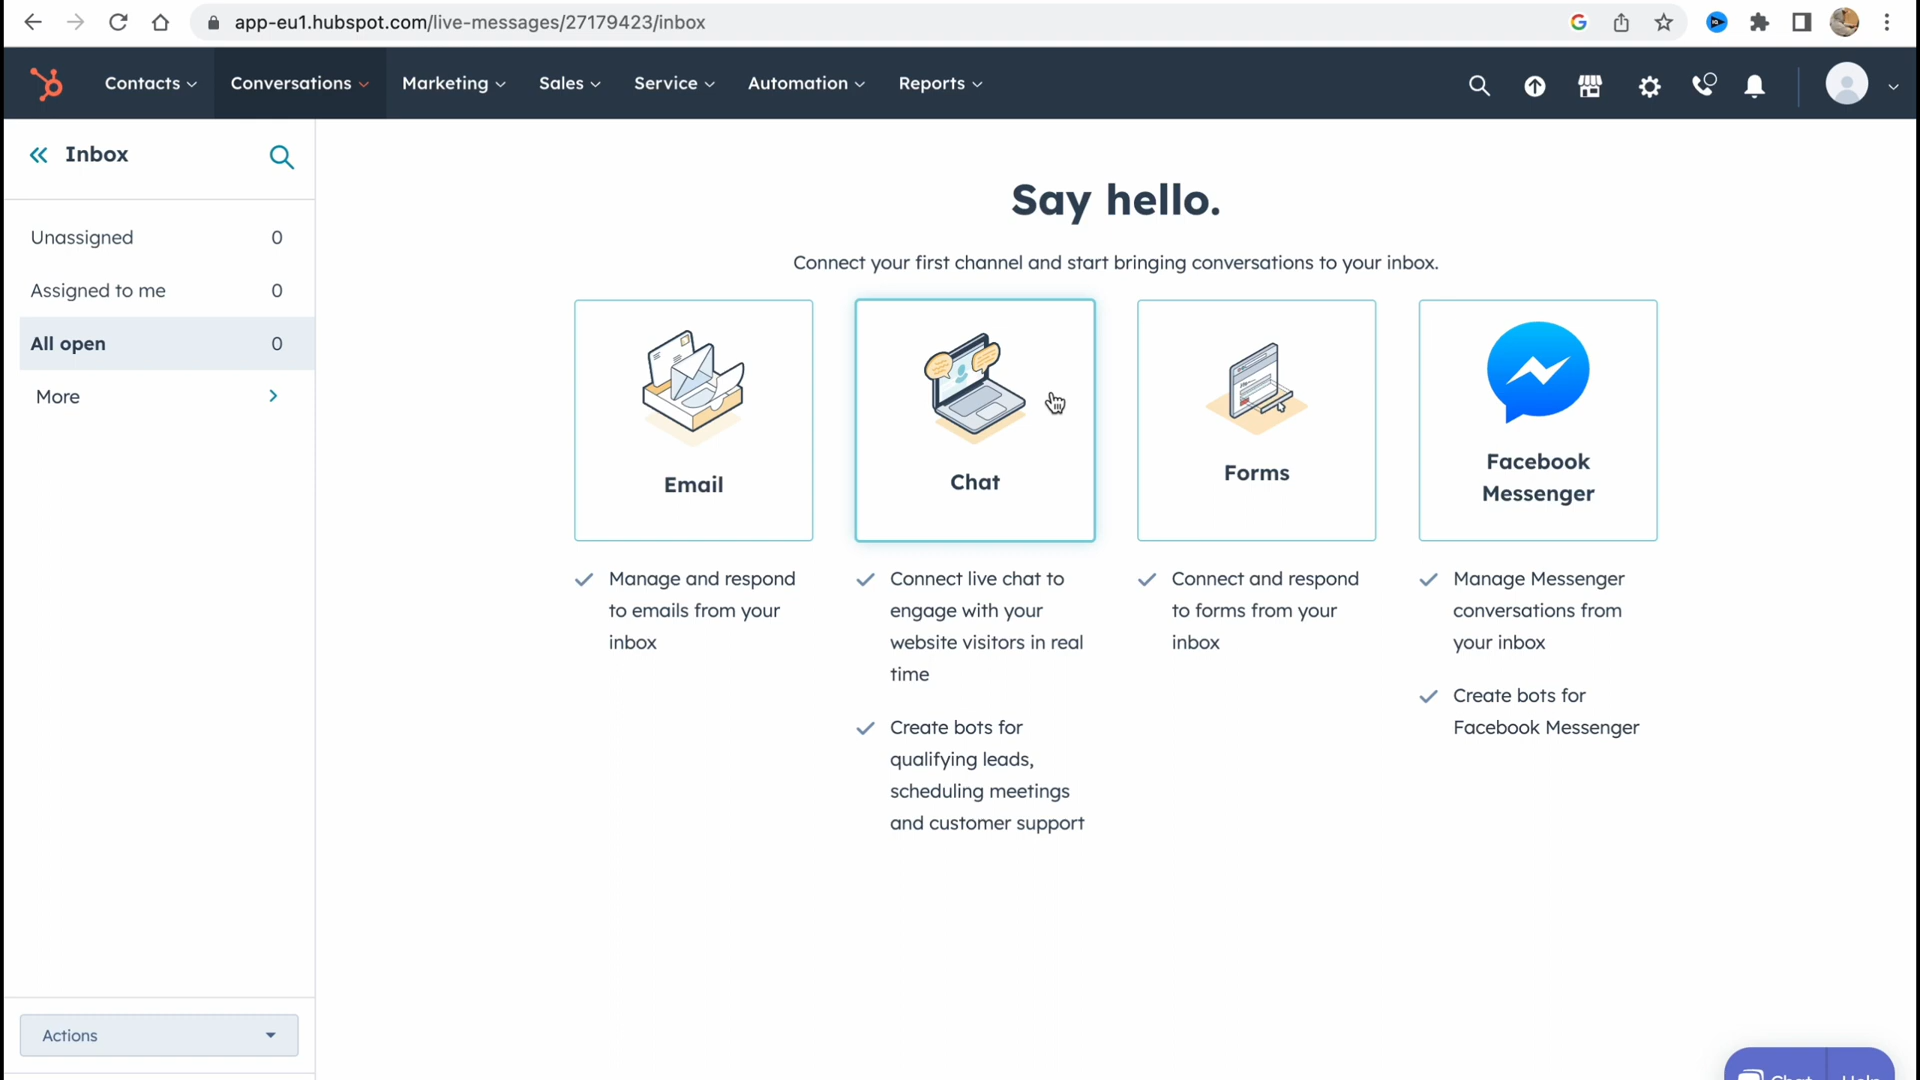 app-eu1.hubspot.com/live-messages/27179423/inbox
Contacts Conversations Marketing Sales Service Automation Reports
Inbox
Unassigned 0
Assigned to me 0
All open 0
More
Say hello.
Connect your first channel and start bringing conversations to your inbox.
Email
Chat
Forms
Facebook
Messenger
Manage and respond
to emails from your
inbox
Connect live chat to
engage with your
website visitors in real
time
Create bots for
qualifying leads,
scheduling meetings
and customer support
Connect and respond
to forms from your
inbox
Manage Messenger
conversations from
your inbox
Create bots for
Facebook Messenger
Actions
Chat Help